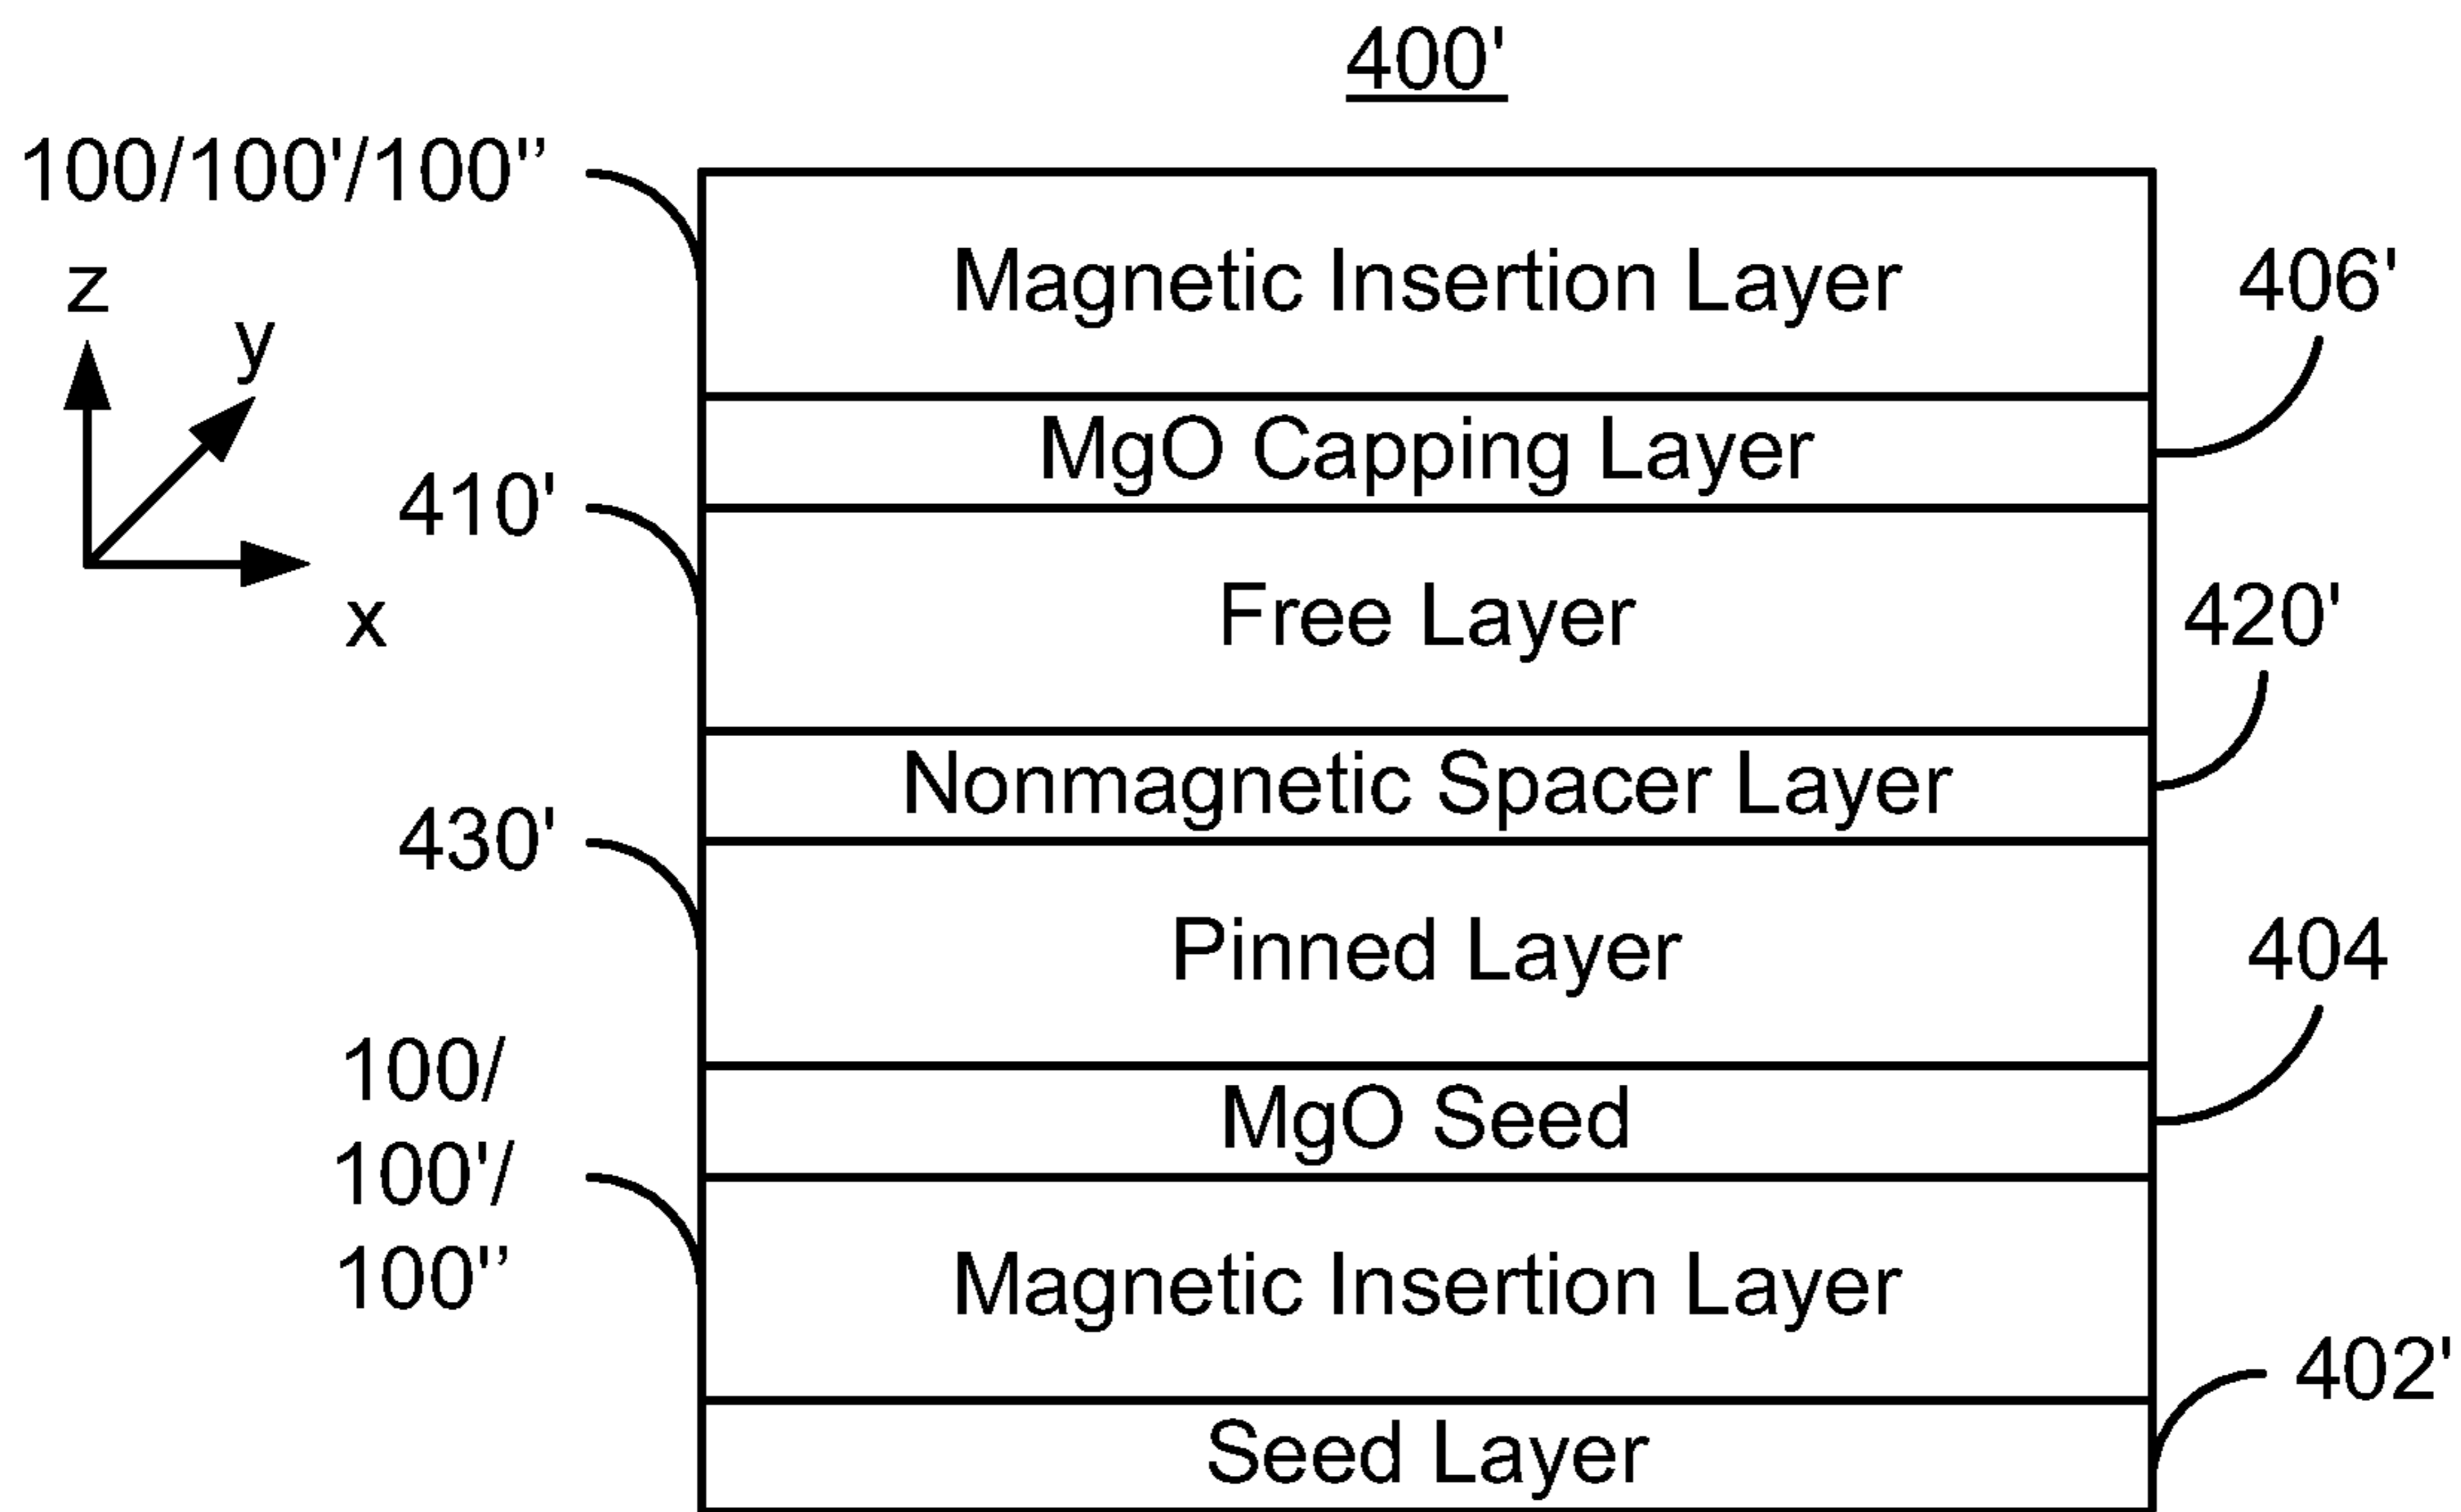 400'
100/100'/100"
z
y
x
Magnetic Insertion Layer
406'
MgO Capping Layer
410'
Free Layer
420'
Nonmagnetic Spacer Layer
430'
Pinned Layer
404
100/
100'/
100"
MgO Seed
Magnetic Insertion Layer
402'
Seed Layer